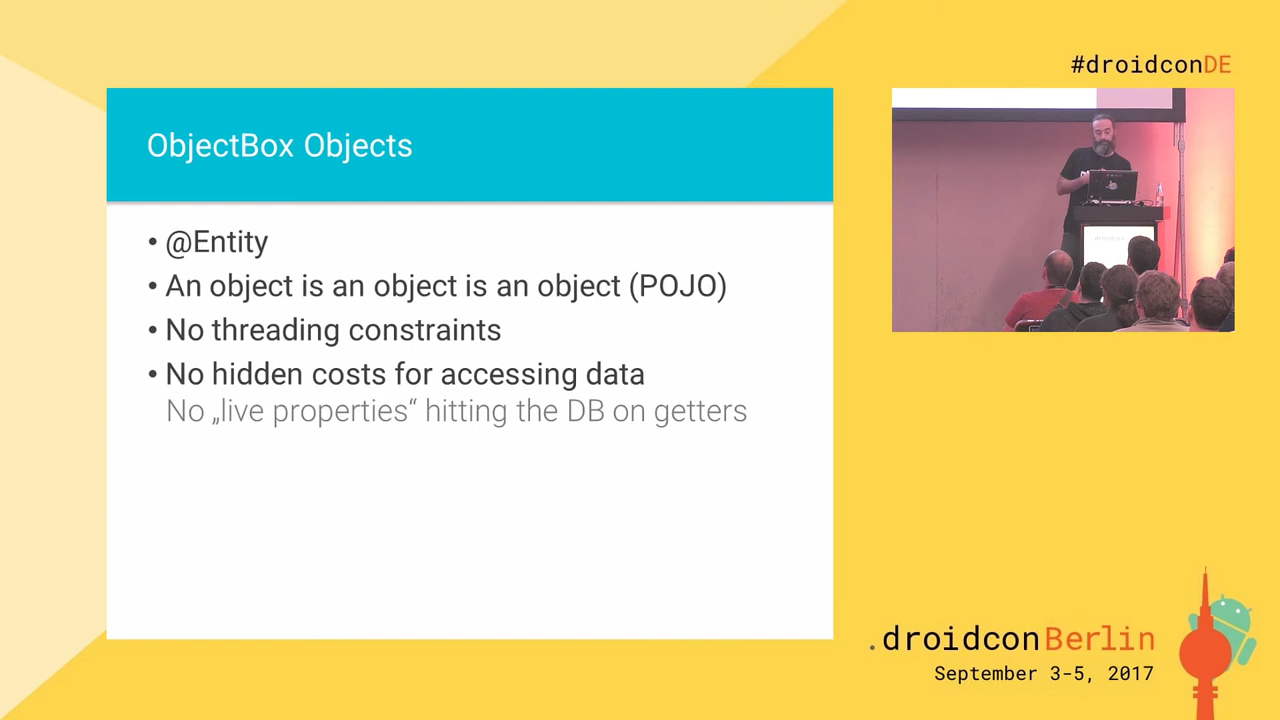 #droidconDE
ObjectBox Objects
• @Entity
• An object is an object is an object (POJO)
• No threading constraints
• No hidden costs for accessing data
No „live properties“ hitting the DB on getters
.droidconBerlin
September 3-5, 2017